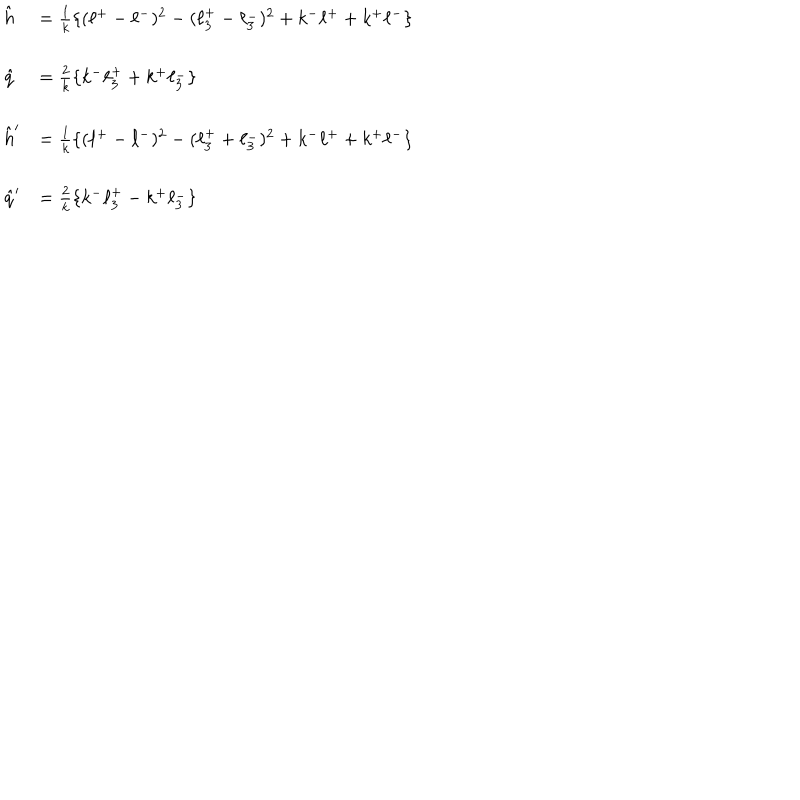 ĥ = 1/k {(ℓ⁺ − ℓ⁻)² − (ℓ₃⁺ − ℓ₃⁻)² + k⁻ℓ⁺ + k⁺ℓ⁻}
q̂ = 2/k {k⁻ℓ₃⁺ + k⁺ℓ₃⁻}
ĥ′ = 1/k {(ℓ⁺ − ℓ⁻)² − (ℓ₃⁺ + ℓ₃⁻)² + k⁻ℓ⁺ + k⁺ℓ⁻}
q̂′ = 2/k {k⁻ℓ₃⁺ − k⁺ℓ₃⁻}